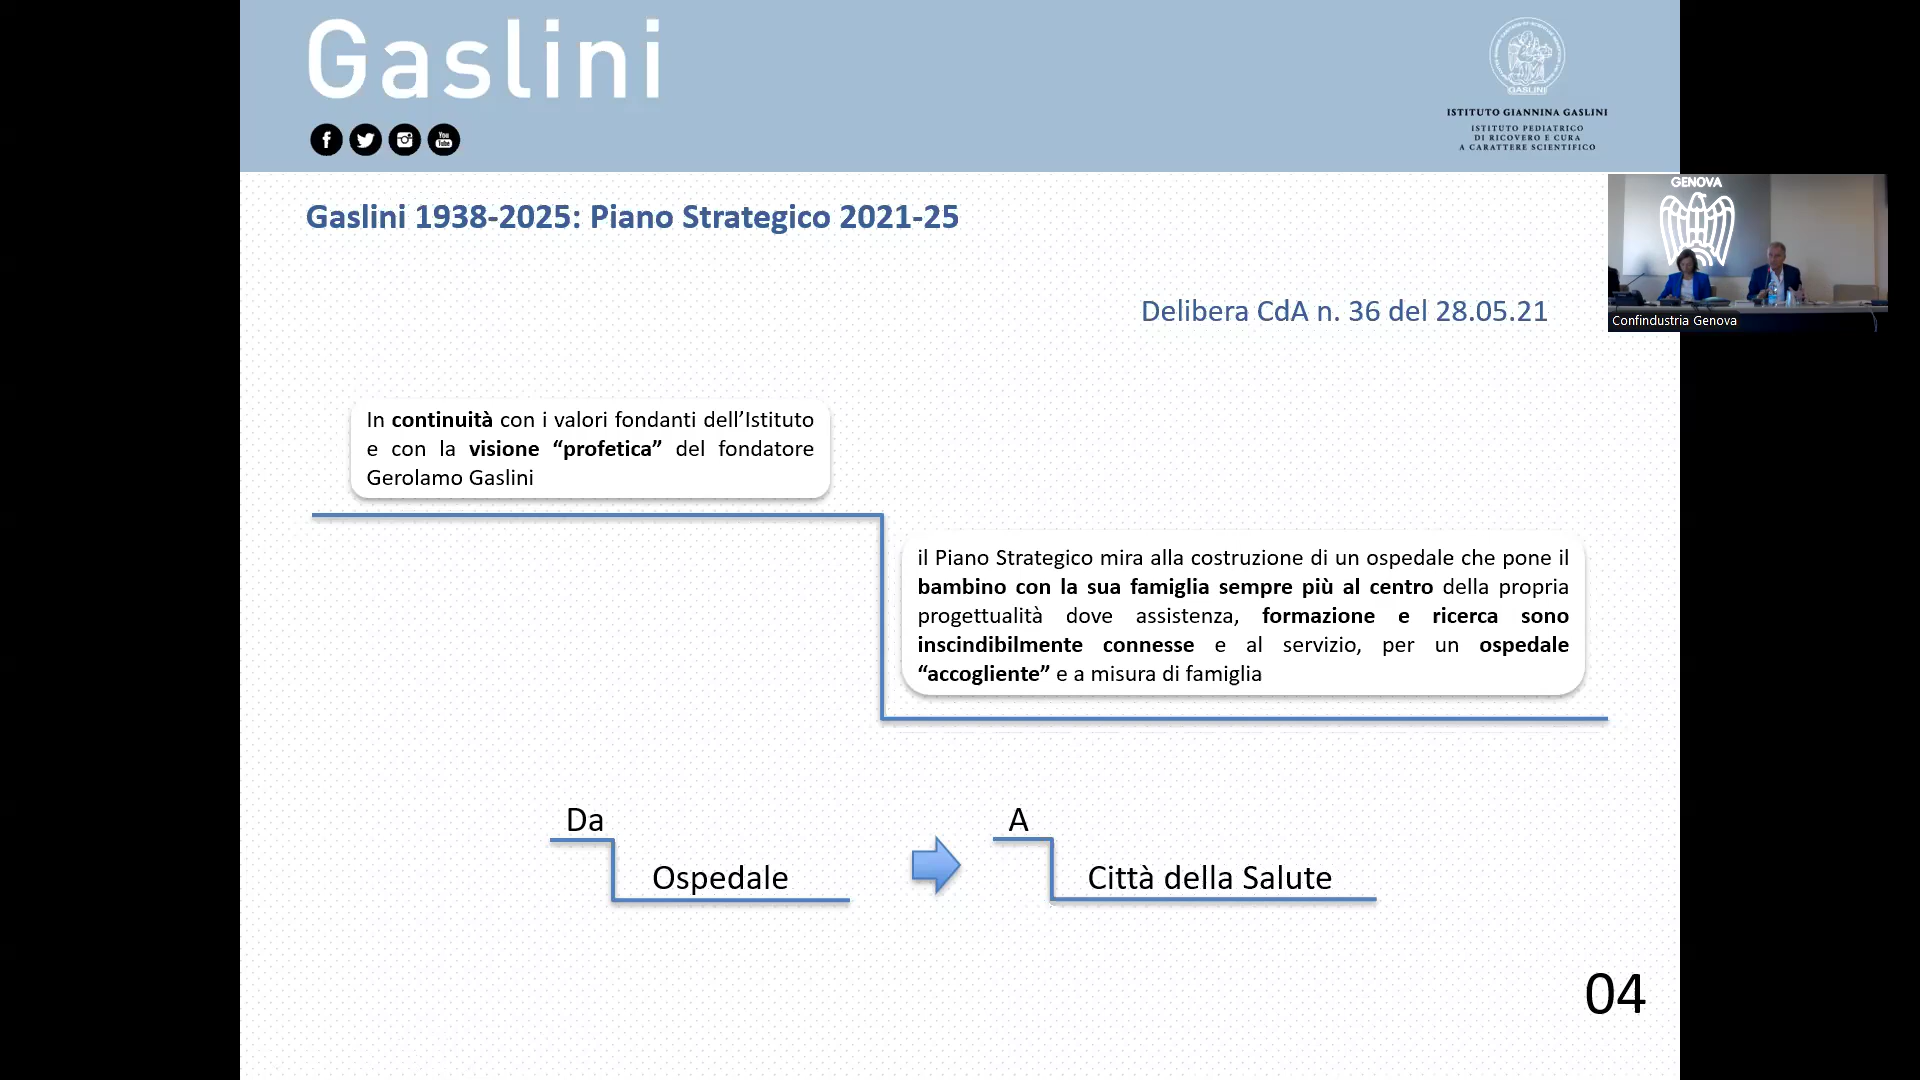 Gaslini
f
You
Tube
GASLINI
ISTITUTO GIANNINA GASLINI
ISTITUTO PEDIATRICO
DI RICOVERO E CURA
A CARATTERE SCIENTIFICO
Gaslini 1938-2025: Piano Strategico 2021-25
GENOVA
Confindustria Genova
Delibera CdA n. 36 del 28.05.21
In continuità con i valori fondanti dell’Istituto
e con la visione “profetica” del fondatore
Gerolamo Gaslini
il Piano Strategico mira alla costruzione di un ospedale che pone il
bambino con la sua famiglia sempre più al centro della propria
progettualità dove assistenza, formazione e ricerca sono
inscindibilmente connesse e al servizio, per un ospedale
“accogliente” e a misura di famiglia
Da
Ospedale
A
Città della Salute
04